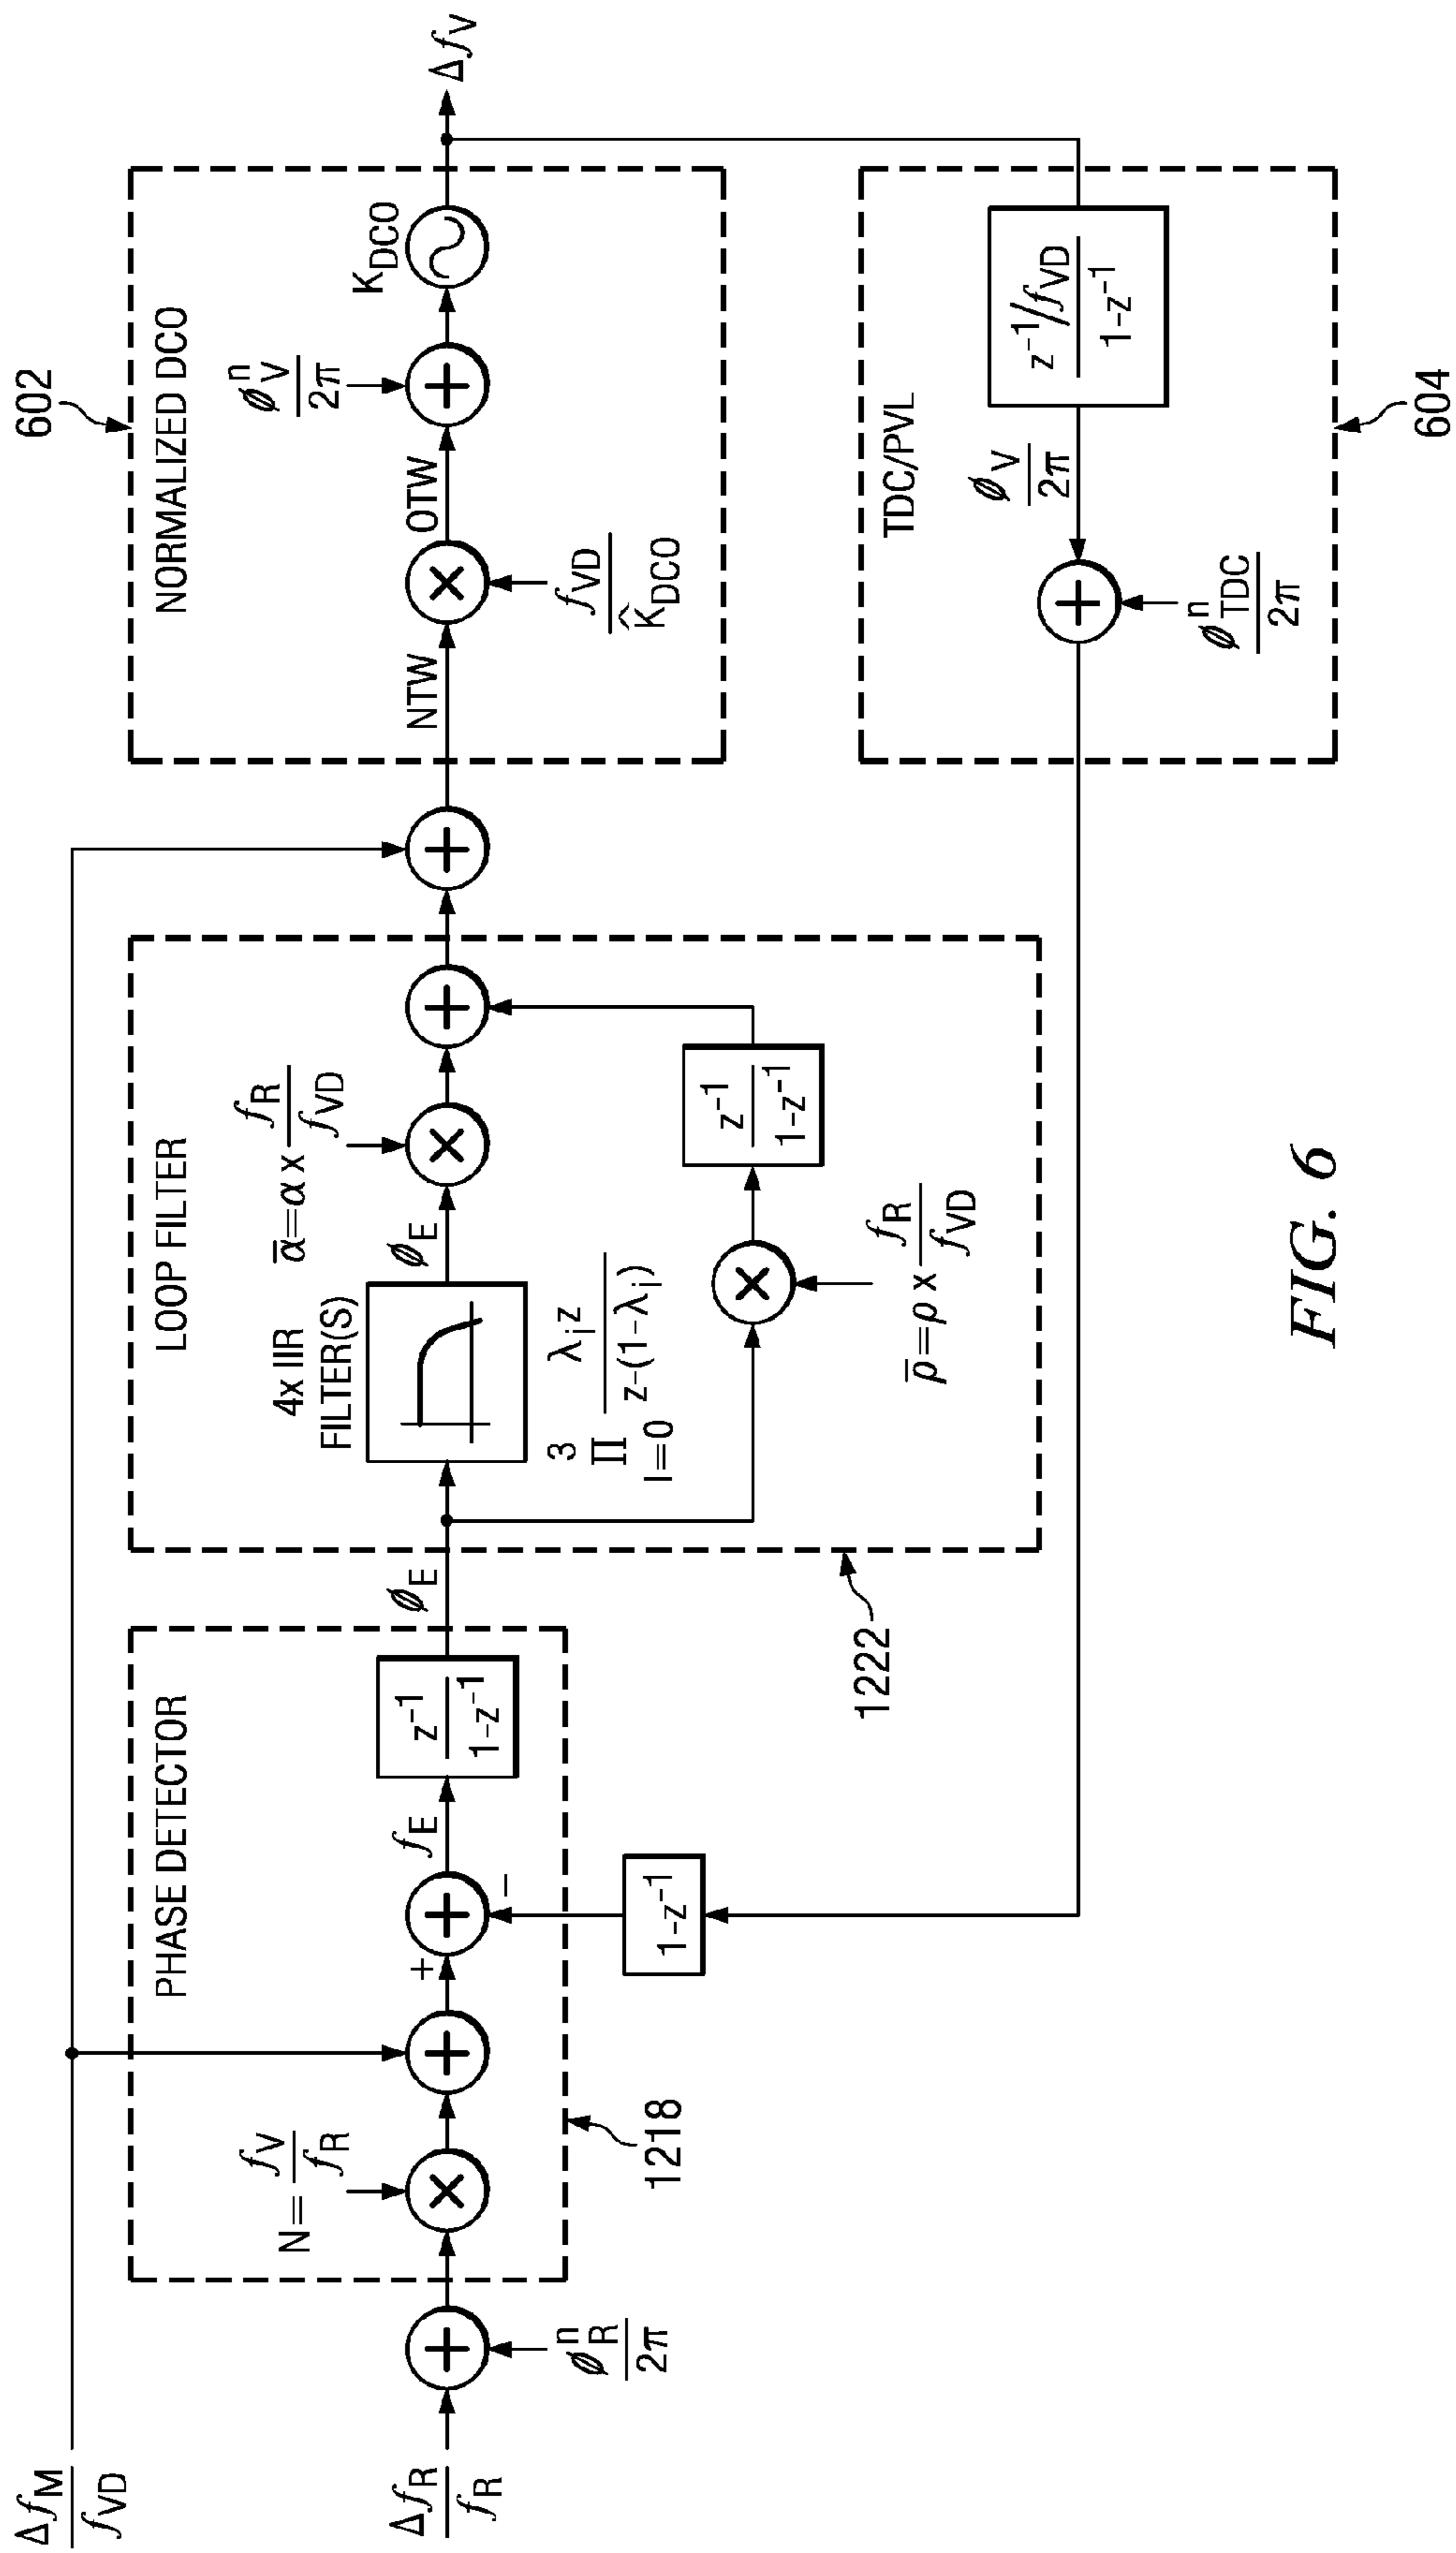 Δf_M / f_VD
Δf_R / f_R
ø^n_R / 2π
PHASE DETECTOR
N = f_V / f_R
+
+
×
+
+
−
f_E
z^-1 / 1-z^-1
1-z^-1
1218
ø_E
LOOP FILTER
4x IIR
FILTER(S)
3
Π λ_i z / z-(1-λ_i)
I=0
ø_E
ᾱ = α x f_R / f_VD
×
+
×
ρ̄ = ρ x f_R / f_VD
z^-1 / 1-z^-1
1222
+
602
NORMALIZED DCO
NTW
×
f_VD / K̂_DCO
OTW
+
ø^n_V / 2π
K_DCO
Δf_V
TDC/PVL
z^-1/f_VD / 1-z^-1
ø_V / 2π
+
ø^n_TDC / 2π
604
FIG. 6